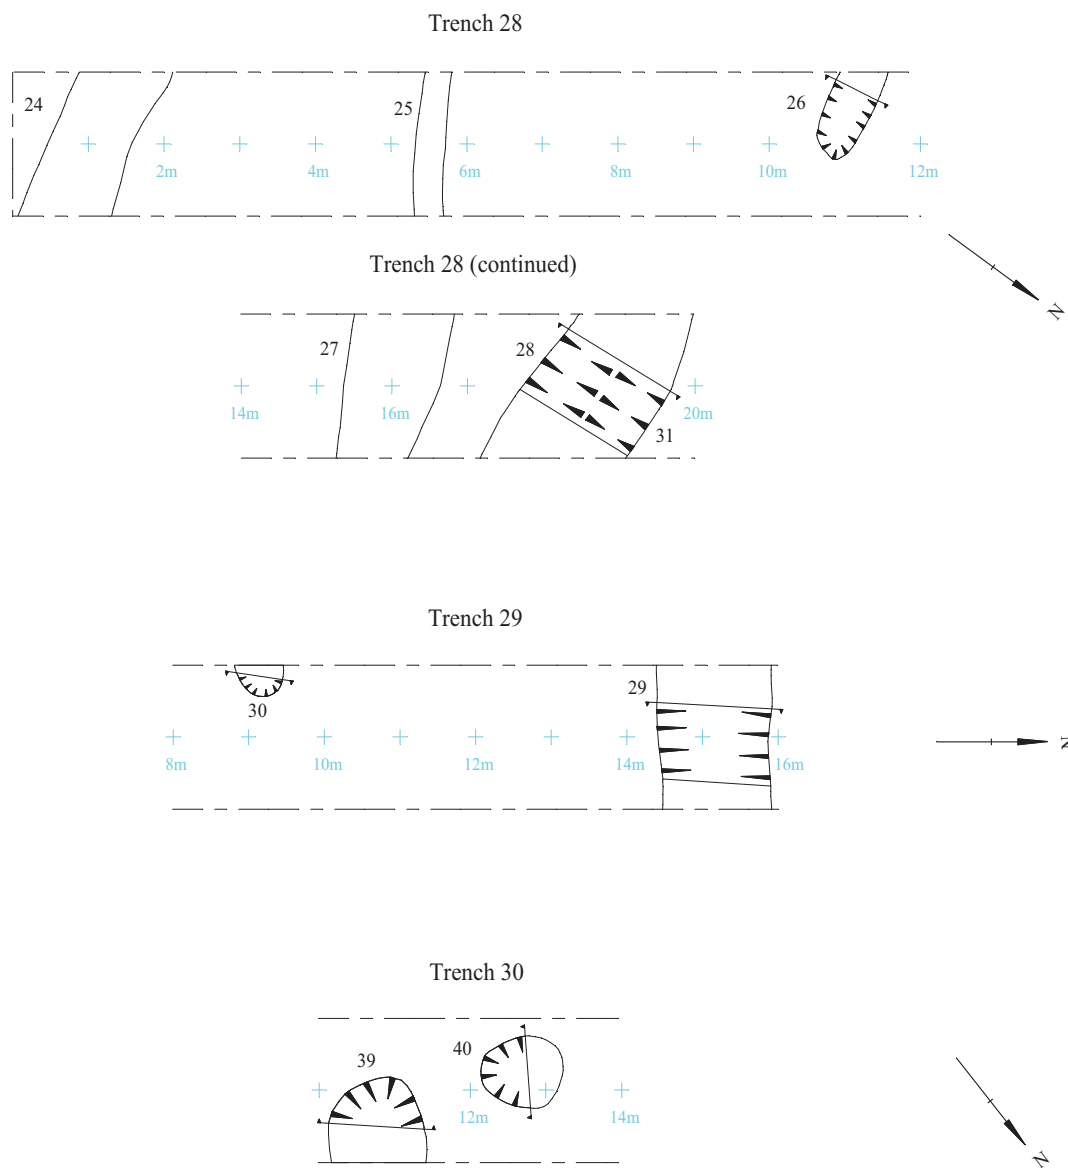 Trench 28
24
25
26
2m 4m 6m 8m 10m 12m
N
Trench 28 (continued)
27
28
14m 16m 20m
31
Trench 29
29
30
8m 10m 12m 14m 16m
N
Trench 30
39
40
12m 14m
N